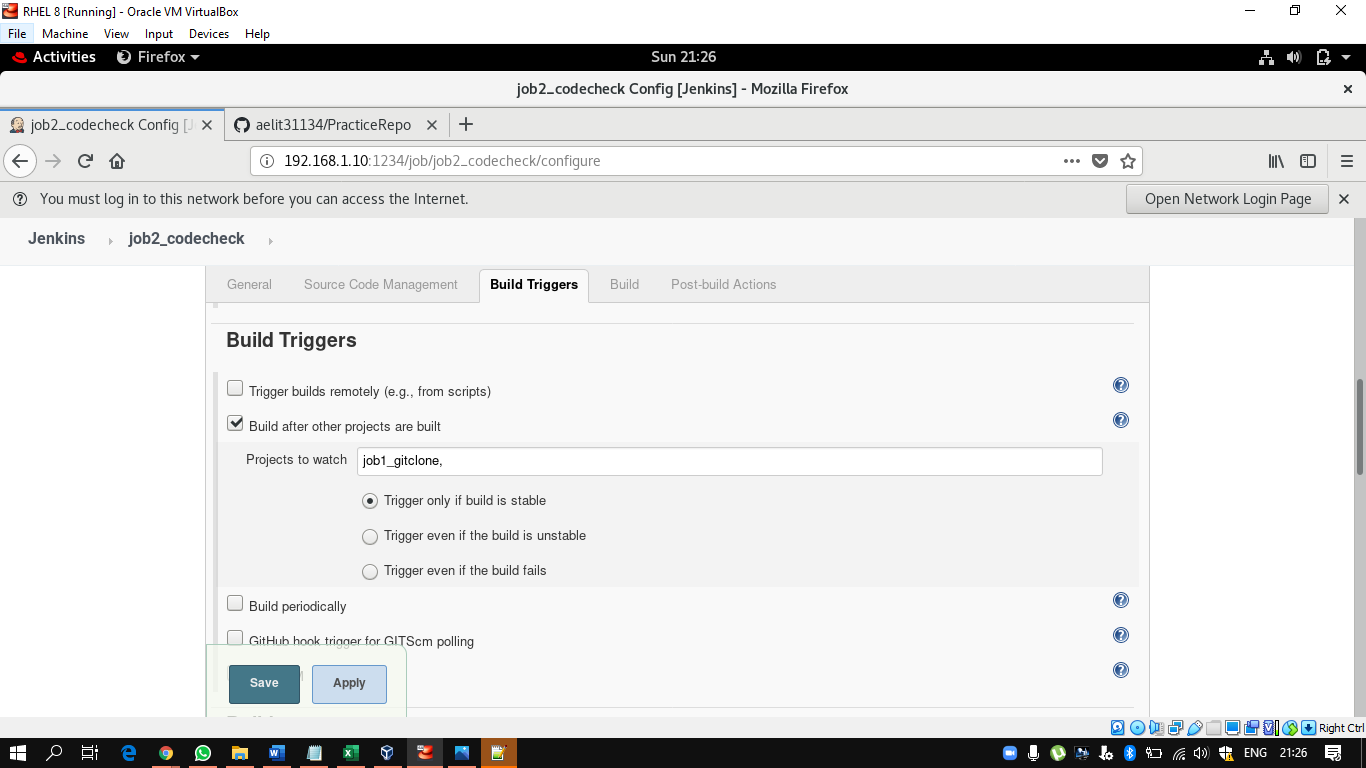 RHEL 8 [Running] - Oracle VM VirtualBox
File Machine View Input Devices Help
Activities Firefox Sun 21:26
job2_codecheck Config [Jenkins] - Mozilla Firefox
job2_codecheck Config [J aelit31134/PracticeRepo
192.168.1.10:1234/job/job2_codecheck/configure
You must log in to this network before you can access the Internet. Open Network Login Page
Jenkins job2_codecheck
General Source Code Management Build Triggers Build Post-build Actions
Build Triggers
Trigger builds remotely (e.g., from scripts)
Build after other projects are built
Projects to watch job1_gitclone,
Trigger only if build is stable
Trigger even if the build is unstable
Trigger even if the build fails
Build periodically
GitHub hook trigger for GITScm polling
Save Apply
Right Ctrl
ENG 21:26